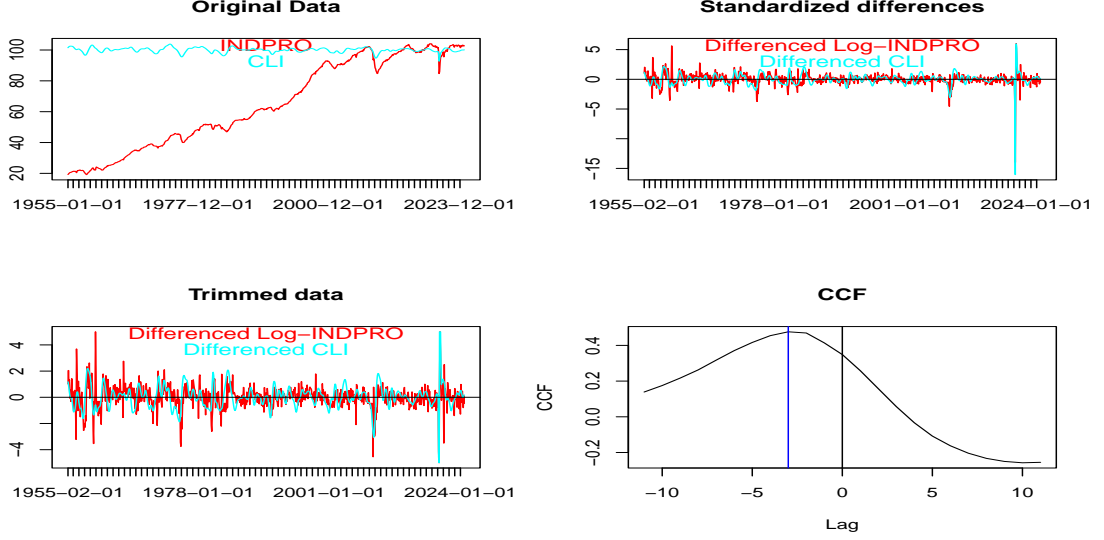 Original Data
INDPRO
CLI
20 40 60 80 100
1955−01−01 1977−12−01 2000−12−01 2023−12−01
Standardized differences
Differenced Log−INDPRO
Differenced CLI
−15 −5 0 5
1955−02−01 1978−01−01 2001−01−01 2024−01−01
Trimmed data
Differenced Log−INDPRO
Differenced CLI
−4 0 2 4
1955−02−01 1978−01−01 2001−01−01 2024−01−01
CCF
CCF
−0.2 0.0 0.2 0.4
−10 −5 0 5 10
Lag